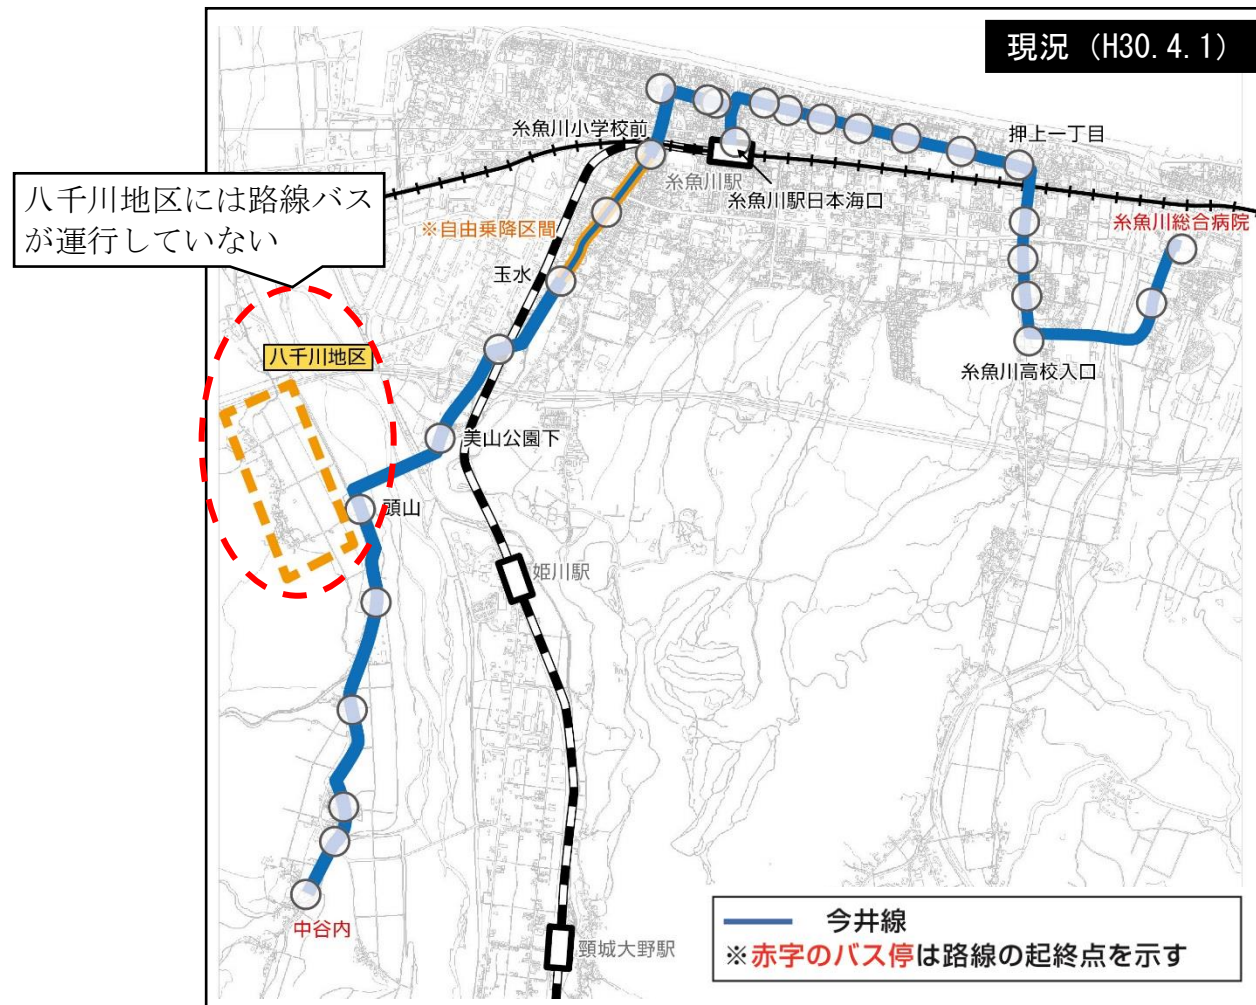 現況（H30.4.1）
糸魚川小学校前
押上一丁目
糸魚川駅
糸魚川駅日本海口
糸魚川総合病院
八千川地区には路線バス
が運行していない
※自由乗降区間
玉水
八千川地区
糸魚川高校入口
美山公園下
頭山
姫川駅
中谷内
頸城大野駅
今井線
※赤字のバス停は路線の起終点を示す